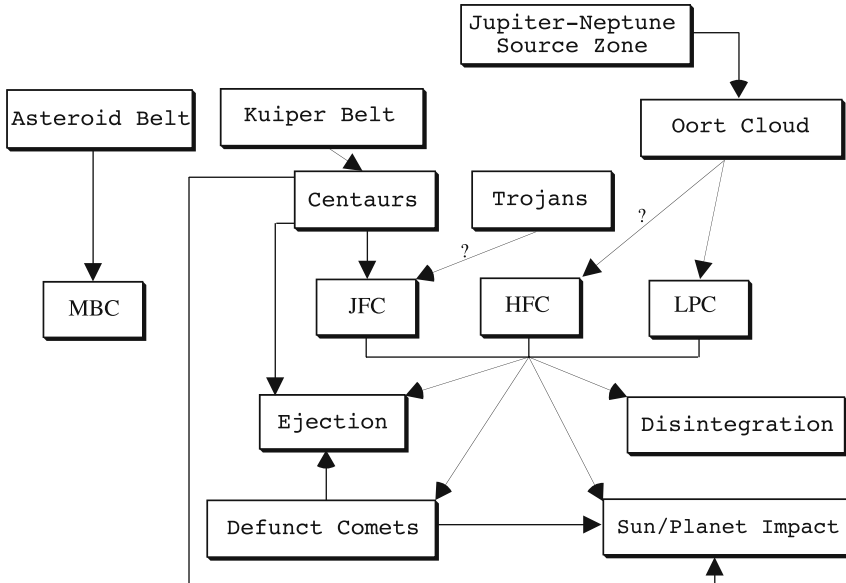 Jupiter-Neptune
Source Zone
Asteroid Belt
Kuiper Belt
Oort Cloud
Centaurs
Trojans
?
?
MBC
JFC
HFC
LPC
Ejection
Disintegration
Defunct Comets
Sun/Planet Impact